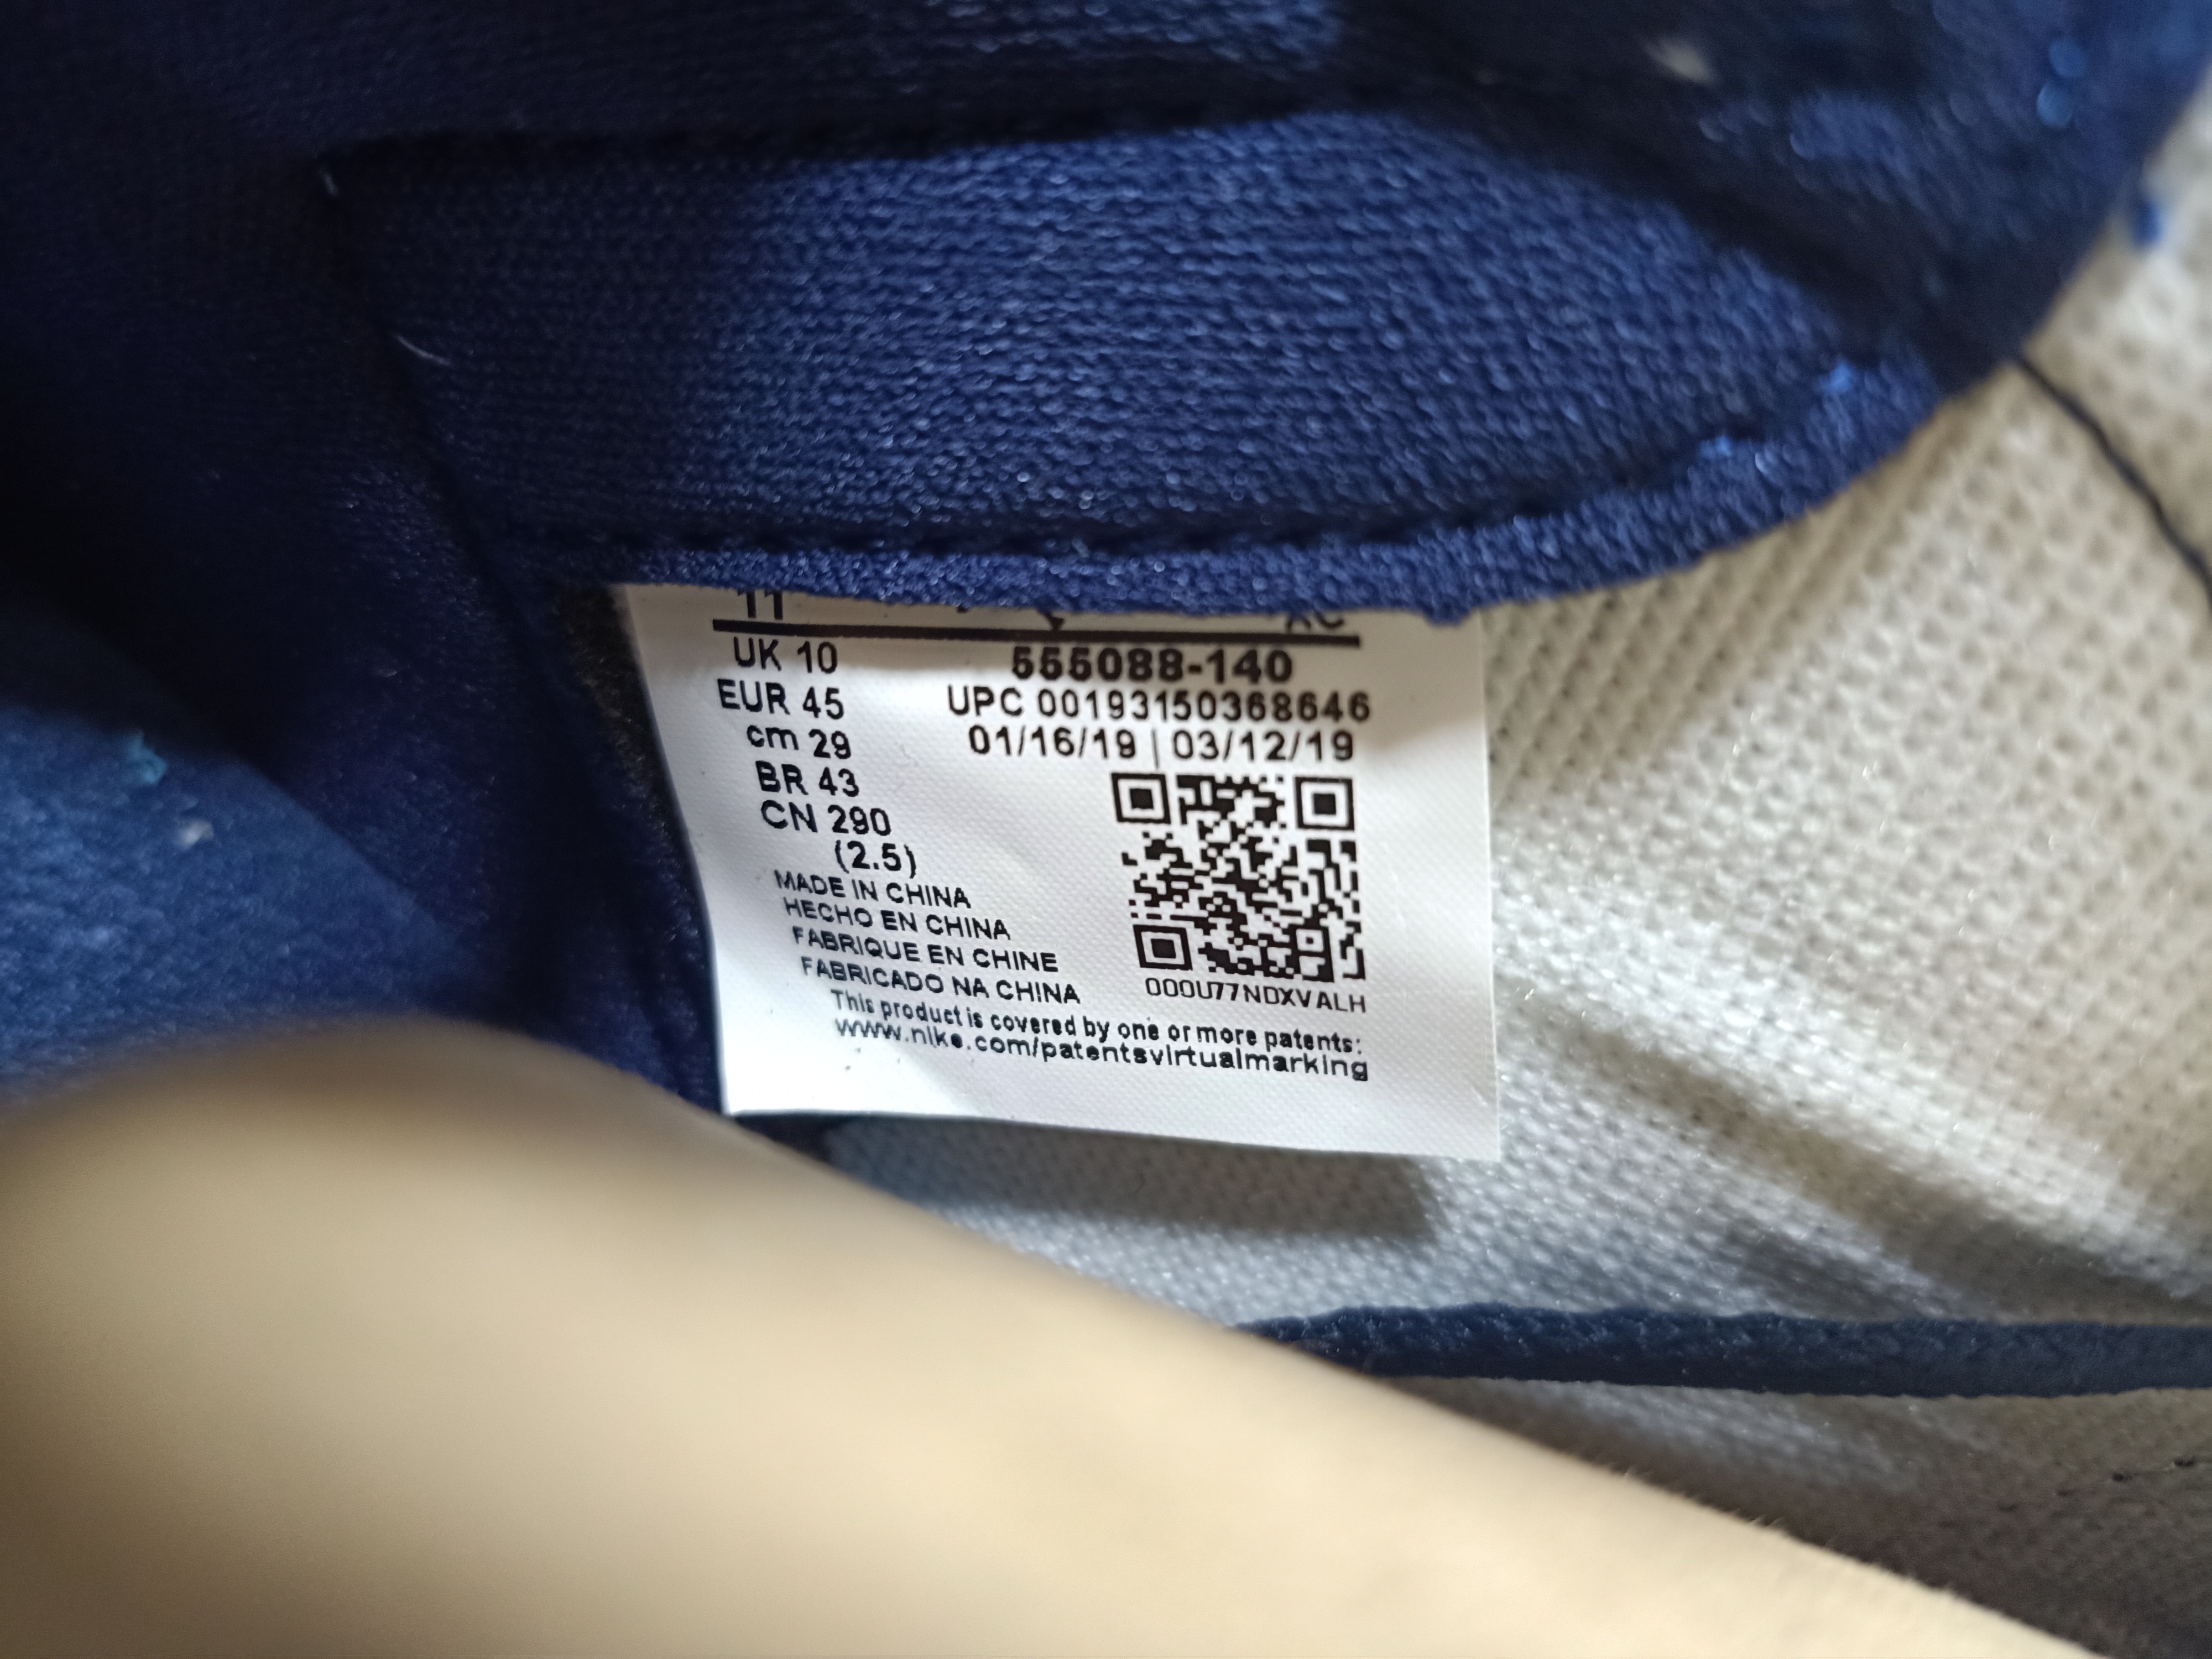 11
UK 10
555088-140
EUR 45
UPC 00193150368646
cm 29
01/16/19 | 03/12/19
BR 43
CN 290
(2.5)
MADE IN CHINA
HECHO EN CHINA
FABRIQUE EN CHINE
FABRICADO NA CHINA
000U77NDXVALH
This product is covered by one or more patents:
www.nike.com/patentsvirtualmarking